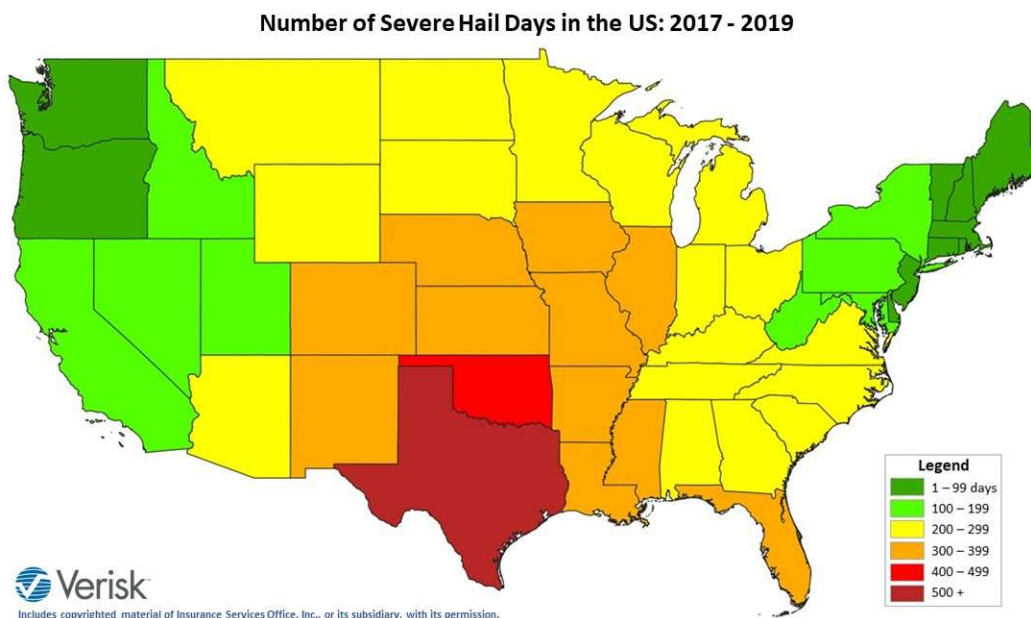 Number of Severe Hail Days in the US: 2017 - 2019
Legend
1 – 99 days
100 – 199
200 – 299
300 – 399
400 – 499
500 +
Verisk
Includes copyrighted material of Insurance Services Office, Inc., or its subsidiary, with its permission.